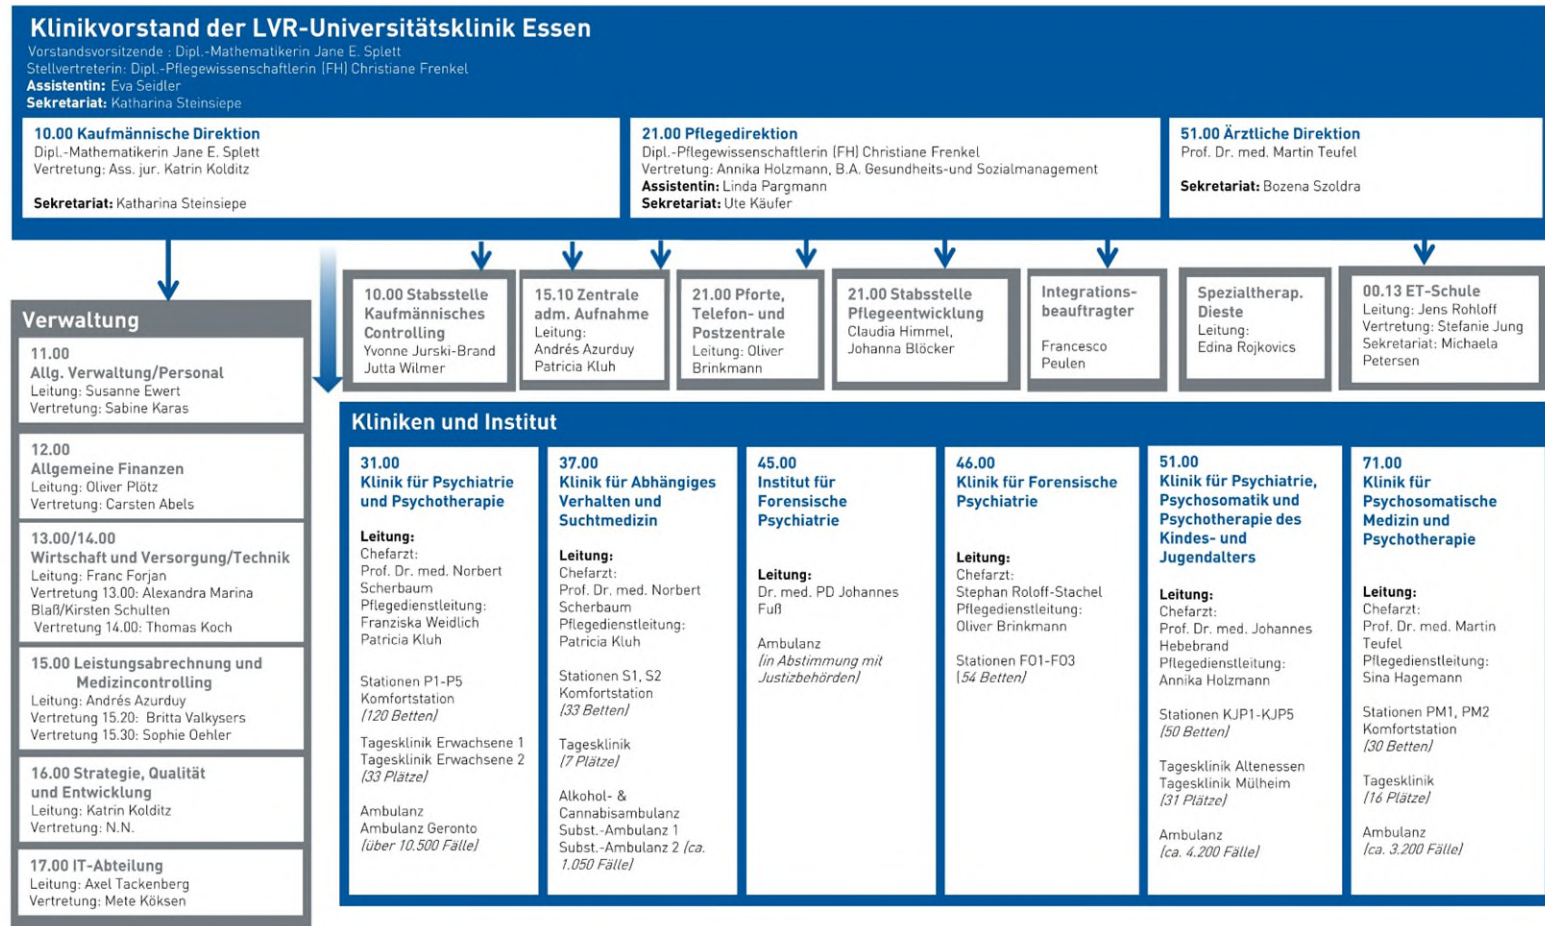 Klinikvorstand der LVR-Universitätsklinik Essen
Vorstandsvorsitzende : Dipl.-Mathematikerin Jane E. Splett
Stellvertreterin: Dipl.-Pflegewissenschaftlerin (FH) Christiane Frenkel
Assistentin: Eva Seidler
Sekretariat: Katharina Steinsiepe
10.00 Kaufmännische Direktion
Dipl.-Mathematikerin Jane E. Splett
Vertretung: Ass. jur. Katrin Kolditz
Sekretariat: Katharina Steinsiepe
21.00 Pflegedirektion
Dipl.-Pflegewissenschaftlerin (FH) Christiane Frenkel
Vertretung: Annika Holzmann, B.A. Gesundheits-und Sozialmanagement
Assistentin: Linda Pargmann
Sekretariat: Ute Käufer
51.00 Ärztliche Direktion
Prof. Dr. med. Martin Teufel
Sekretariat: Bozena Szoldra
Verwaltung
11.00
Allg. Verwaltung/Personal
Leitung: Susanne Ewert
Vertretung: Sabine Karas
12.00
Allgemeine Finanzen
Leitung: Oliver Plötz
Vertretung: Carsten Abels
13.00/14.00
Wirtschaft und Versorgung/Technik
Leitung: Franc Forjan
Vertretung 13.00: Alexandra Marina
Blaß/Kirsten Schulten
Vertretung 14.00: Thomas Koch
15.00 Leistungsabrechnung und
Medizincontrolling
Leitung: Andrés Azurduy
Vertretung 15.20: Britta Valkysers
Vertretung 15.30: Sophie Oehler
16.00 Strategie, Qualität
und Entwicklung
Leitung: Katrin Kolditz
Vertretung: N.N.
17.00 IT-Abteilung
Leitung: Axel Tackenberg
Vertretung: Mete Köksen
10.00 Stabsstelle
Kaufmännisches
Controlling
Yvonne Jurski-Brand
Jutta Wilmer
15.10 Zentrale
adm. Aufnahme
Leitung:
Andrés Azurduy
Patricia Kluh
21.00 Pforte,
Telefon- und
Postzentrale
Leitung: Oliver
Brinkmann
21.00 Stabsstelle
Pflegeentwicklung
Claudia Himmel,
Johanna Blöcker
Integrations-
beauftragter
Francesco
Peulen
Spezialtherap.
Dieste
Leitung:
Edina Rojkovics
00.13 ET-Schule
Leitung: Jens Rohloff
Vertretung: Stefanie Jung
Sekretariat: Michaela
Petersen
Kliniken und Institut
31.00
Klinik für Psychiatrie
und Psychotherapie
Leitung:
Chefarzt:
Prof. Dr. med. Norbert
Scherbaum
Pflegedienstleitung:
Franziska Weidlich
Patricia Kluh
Stationen P1-P5
Komfortstation
(120 Betten)
Tagesklinik Erwachsene 1
Tagesklinik Erwachsene 2
(33 Plätze)
Ambulanz
Ambulanz Geronto
(über 10.500 Fälle)
37.00
Klinik für Abhängiges
Verhalten und
Suchtmedizin
Leitung:
Chefarzt:
Prof. Dr. med. Norbert
Scherbaum
Pflegedienstleitung:
Patricia Kluh
Stationen S1, S2
Komfortstation
(33 Betten)
Tagesklinik
(7 Plätze)
Alkohol- &
Cannabisambulanz
Subst.-Ambulanz 1
Subst.-Ambulanz 2 (ca.
1.050 Fälle)
45.00
Institut für
Forensische
Psychiatrie
Leitung:
Dr. med. PD Johannes
Fuß
Ambulanz
(in Abstimmung mit
Justizbehörden)
46.00
Klinik für Forensische
Psychiatrie
Leitung:
Chefarzt:
Stephan Roloff-Stachel
Pflegedienstleitung:
Oliver Brinkmann
Stationen FO1-FO3
(54 Betten)
51.00
Klinik für Psychiatrie,
Psychosomatik und
Psychotherapie des
Kindes- und
Jugendalters
Leitung:
Chefarzt:
Prof. Dr. med. Johannes
Hebebrand
Pflegedienstleitung:
Annika Holzmann
Stationen KJP1-KJP5
(50 Betten)
Tagesklinik Altenessen
Tagesklinik Mülheim
(31 Plätze)
Ambulanz
(ca. 4.200 Fälle)
71.00
Klinik für
Psychosomatische
Medizin und
Psychotherapie
Leitung:
Chefarzt:
Prof. Dr. med. Martin
Teufel
Pflegedienstleitung:
Sina Hagemann
Stationen PM1, PM2
Komfortstation
(30 Betten)
Tagesklinik
(16 Plätze)
Ambulanz
(ca. 3.200 Fälle)